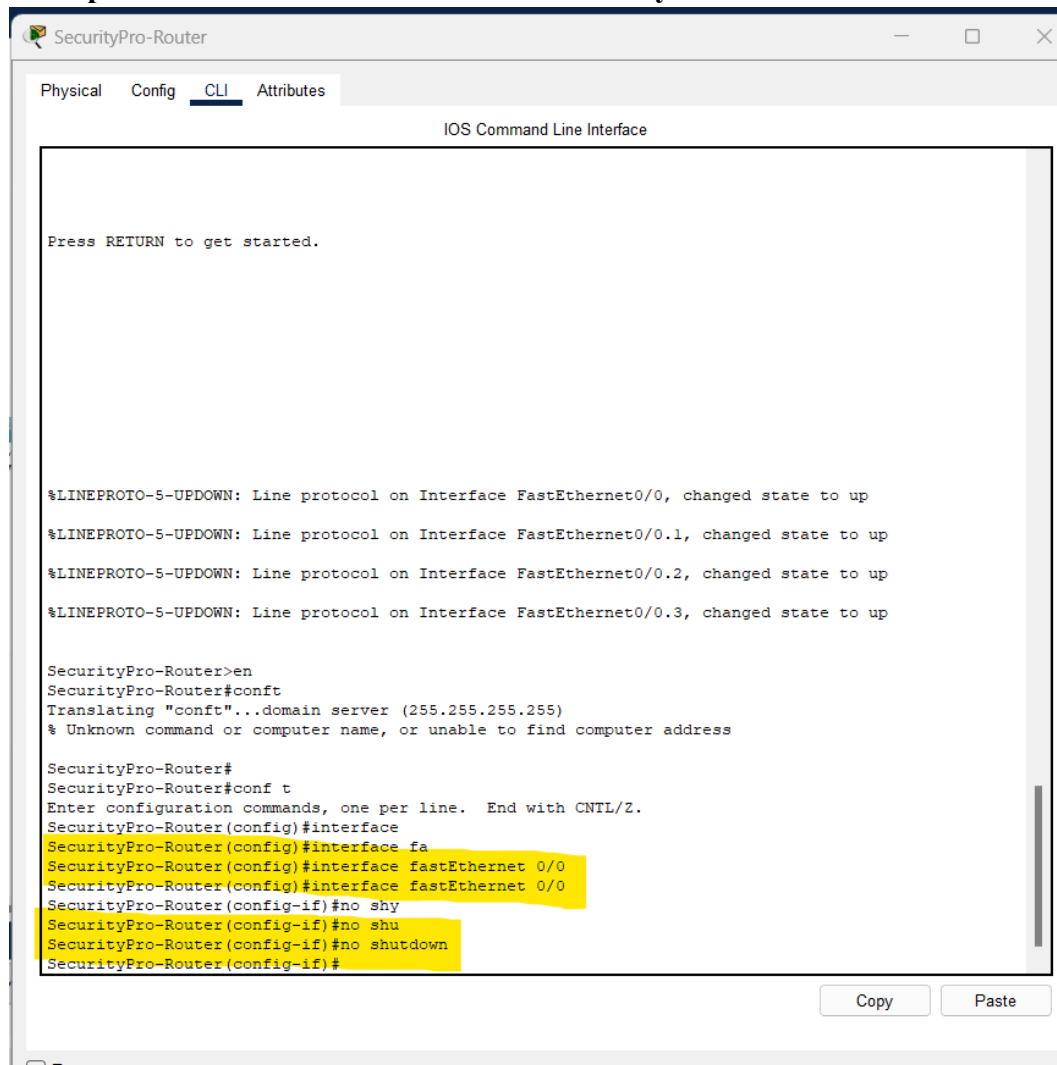 SecurityPro-Router
Physical Config CLI Attributes
IOS Command Line Interface
Press RETURN to get started.
%LINEPROTO-5-UPDOWN: Line protocol on Interface FastEthernet0/0, changed state to up
%LINEPROTO-5-UPDOWN: Line protocol on Interface FastEthernet0/0.1, changed state to up
%LINEPROTO-5-UPDOWN: Line protocol on Interface FastEthernet0/0.2, changed state to up
%LINEPROTO-5-UPDOWN: Line protocol on Interface FastEthernet0/0.3, changed state to up
SecurityPro-Router>en
SecurityPro-Router#conft
Translating "conft"...domain server (255.255.255.255)
% Unknown command or computer name, or unable to find computer address
SecurityPro-Router#
SecurityPro-Router#conf t
Enter configuration commands, one per line. End with CNTL/Z.
SecurityPro-Router(config)#interface
SecurityPro-Router(config)#interface fa
SecurityPro-Router(config)#interface fastEthernet 0/0
SecurityPro-Router(config)#interface fastEthernet 0/0
SecurityPro-Router(config-if)#no shy
SecurityPro-Router(config-if)#no shu
SecurityPro-Router(config-if)#no shutdown
SecurityPro-Router(config-if)#
Copy Paste